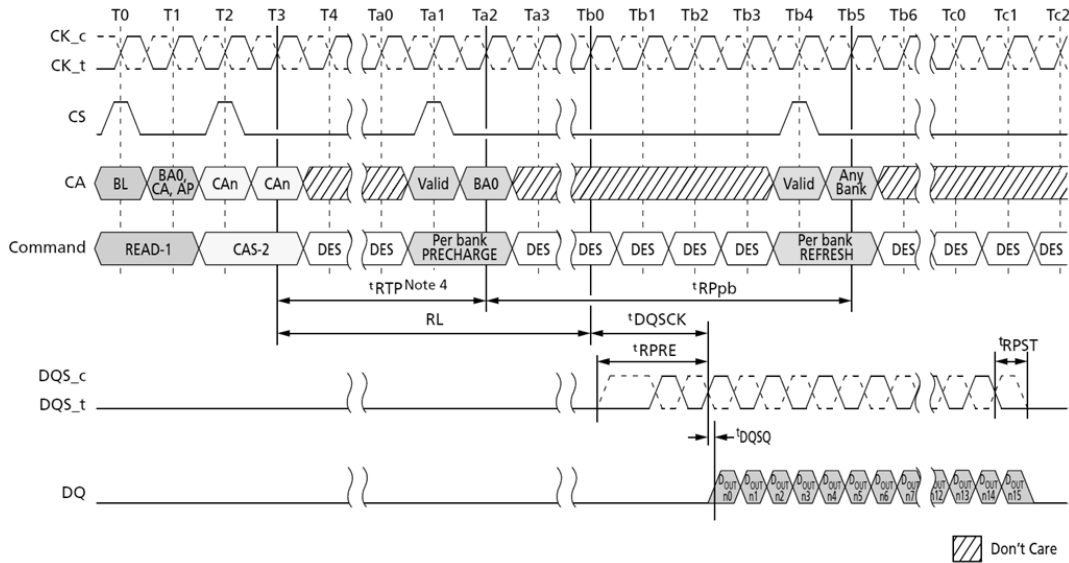 T0 T1 T2 T3 T4 Ta0 Ta1 Ta2 Ta3 Tb0 Tb1 Tb2 Tb3 Tb4 Tb5 Tb6 Tc0 Tc1 Tc2
CK_c
CK_t
CS
CA BL BA0, CA, AP CAn CAn Valid BA0 Valid Any Bank
Command READ-1 CAS-2 DES DES Per bank PRECHARGE DES DES DES DES DES Per bank REFRESH DES DES DES DES
tRTP Note 4 tRPpb
RL tDQSCK
tRPRE tRPST
DQS_c
DQS_t
tDQSQ
DQ DOUT n0 DOUT n1 DOUT n2 DOUT n3 DOUT n4 DOUT n5 DOUT n6 DOUT n7 DOUT n12 DOUT n13 DOUT n14 DOUT n15
Don't Care